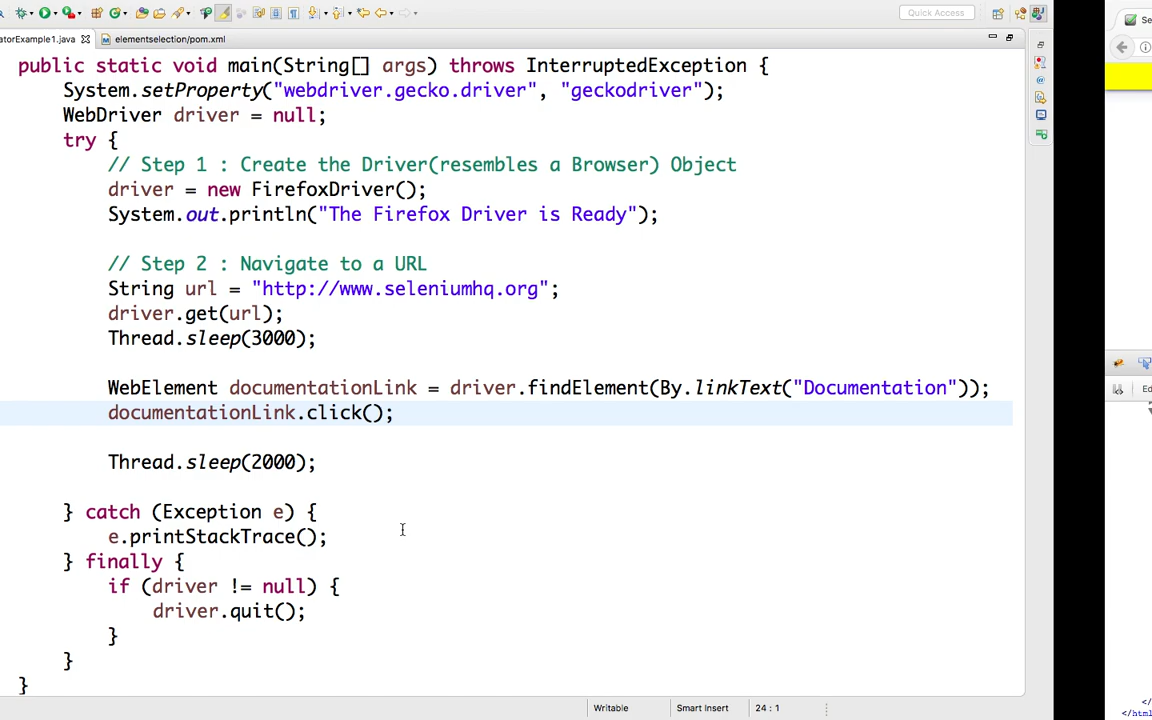 Quick Access
Se
atorExample1.java
elementselection/pom.xml
public static void main(String[] args) throws InterruptedException {
System.setProperty("webdriver.gecko.driver", "geckodriver");
WebDriver driver = null;
try {
// Step 1 : Create the Driver(resembles a Browser) Object
driver = new FirefoxDriver();
System.out.println("The Firefox Driver is Ready");
// Step 2 : Navigate to a URL
String url = "http://www.seleniumhq.org";
driver.get(url);
Thread.sleep(3000);
WebElement documentationLink = driver.findElement(By.linkText("Documentation"));
documentationLink.click();
Thread.sleep(2000);
} catch (Exception e) {
e.printStackTrace();
} finally {
if (driver != null) {
driver.quit();
}
}
}
Ed
Writable
Smart Insert
24 : 1
</
</html>